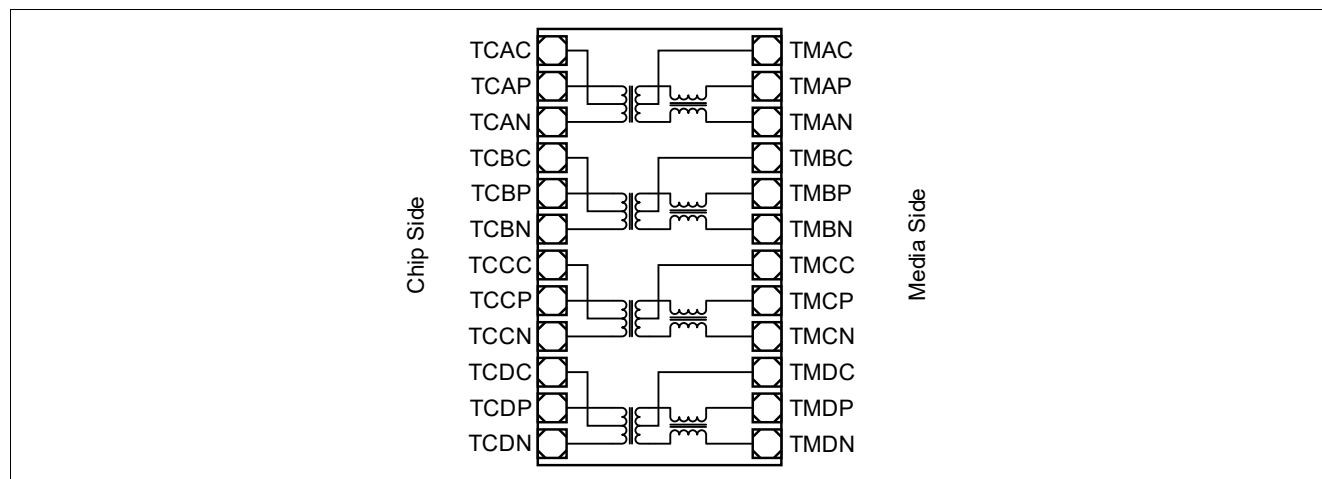 TCAC TMAC
TCAP TMAP
TCAN TMAN
TCBC TMBC
TCBP TMBP
TCBN TMBN
Chip Side
Media Side
TCCC TMCC
TCCP TMCP
TCCN TMCN
TCDC TMDC
TCDP TMDP
TCDN TMDN